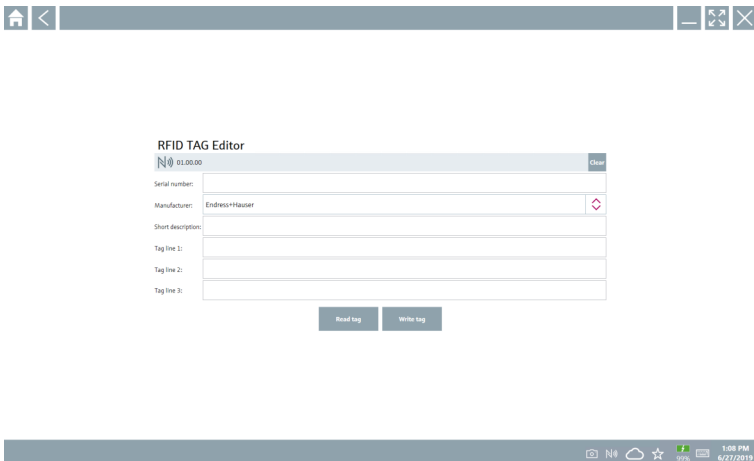 RFID TAG Editor
01.00.00 Clear
Serial number:
Manufacturer: Endress+Hauser
Short description:
Tag line 1:
Tag line 2:
Tag line 3:
Read tag Write tag
99% 1:08 PM
6/27/2019